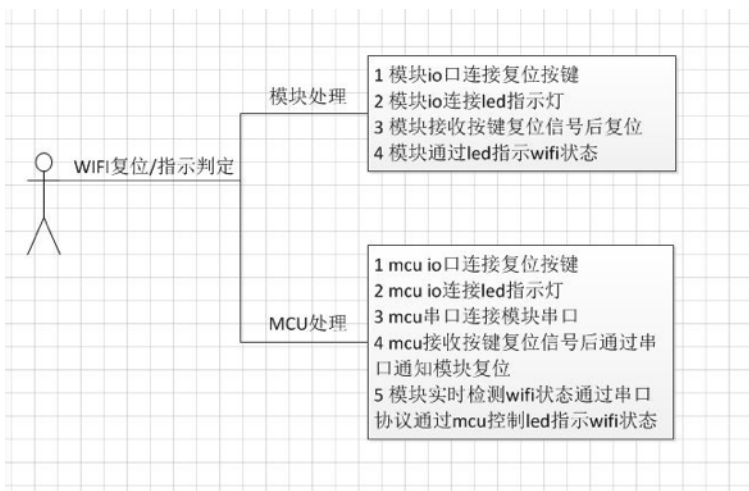 模块处理
1 模块io口连接复位按键
2 模块io连接led指示灯
3 模块接收按键复位信号后复位
4 模块通过led指示wifi状态
WIFI复位/指示判定
MCU处理
1 mcu io口连接复位按键
2 mcu io连接led指示灯
3 mcu串口连接模块串口
4 mcu接收按键复位信号后通过串
口通知模块复位
5 模块实时检测wifi状态通过串口
协议通过mcu控制led指示wifi状态